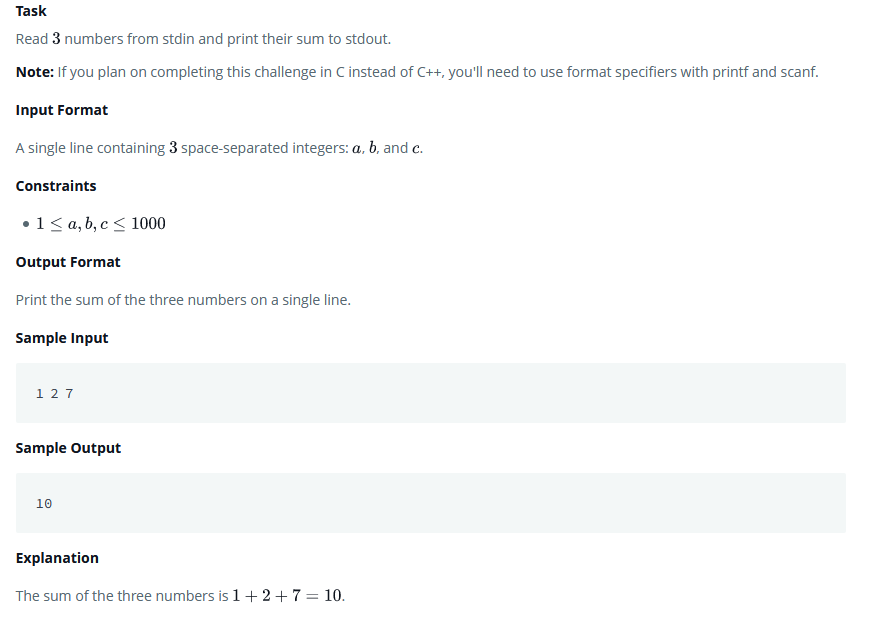 Task
Read 3 numbers from stdin and print their sum to stdout.
Note: If you plan on completing this challenge in C instead of C++, you'll need to use format specifiers with printf and scanf.
Input Format
A single line containing 3 space-separated integers: a, b, and c.
Constraints
• 1 ≤ a, b, c ≤ 1000
Output Format
Print the sum of the three numbers on a single line.
Sample Input
1 2 7
Sample Output
10
Explanation
The sum of the three numbers is 1 + 2 + 7 = 10.